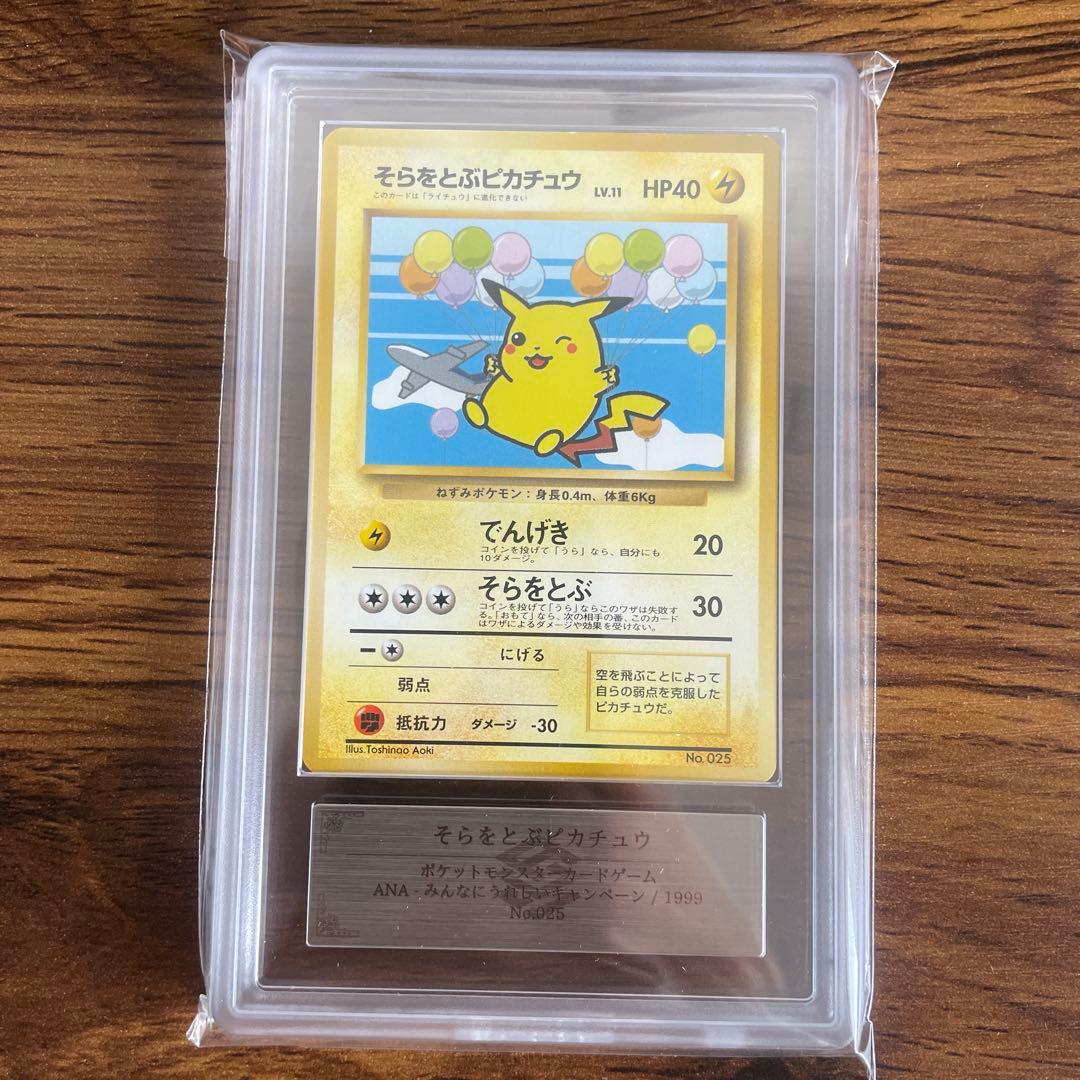 そらをとぶピカチュウ LV.11 HP40
このカードは「ライチュウ」に進化できない
ねずみポケモン：身長0.4m、体重6Kg
でんげき 20
コインを投げて「うら」なら、自分にも
10ダメージ。
そらをとぶ 30
コインを投げて「うら」ならこのワザは失敗す
る。「おもて」なら、次の相手の番、このカード
はワザによるダメージや効果を受けない。
にげる
弱点
抵抗力 ダメージ -30
空を飛ぶことによって
自らの弱点を克服した
ピカチュウだ。
Illus.Toshinao Aoki
No. 025
そらをとぶピカチュウ
ポケットモンスターカードゲーム
ANA - みんなにうれしいキャンペーン / 1999
No.025